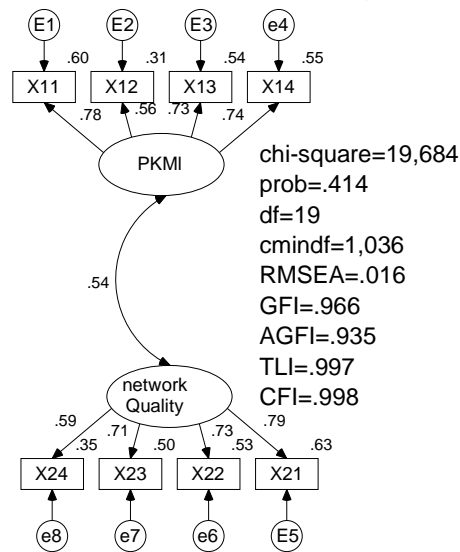 E1 E2 E3 e4
.60 .31 .54 .55
X11 X12 X13 X14
.78 .56 .73 .74
PKMI
chi-square=19,684
prob=.414
df=19
cmindf=1,036
RMSEA=.016
GFI=.966
AGFI=.935
TLI=.997
CFI=.998
.54
network
Quality
.59 .71 .73 .79
.35 .50 .53 .63
X24 X23 X22 X21
e8 e7 e6 E5